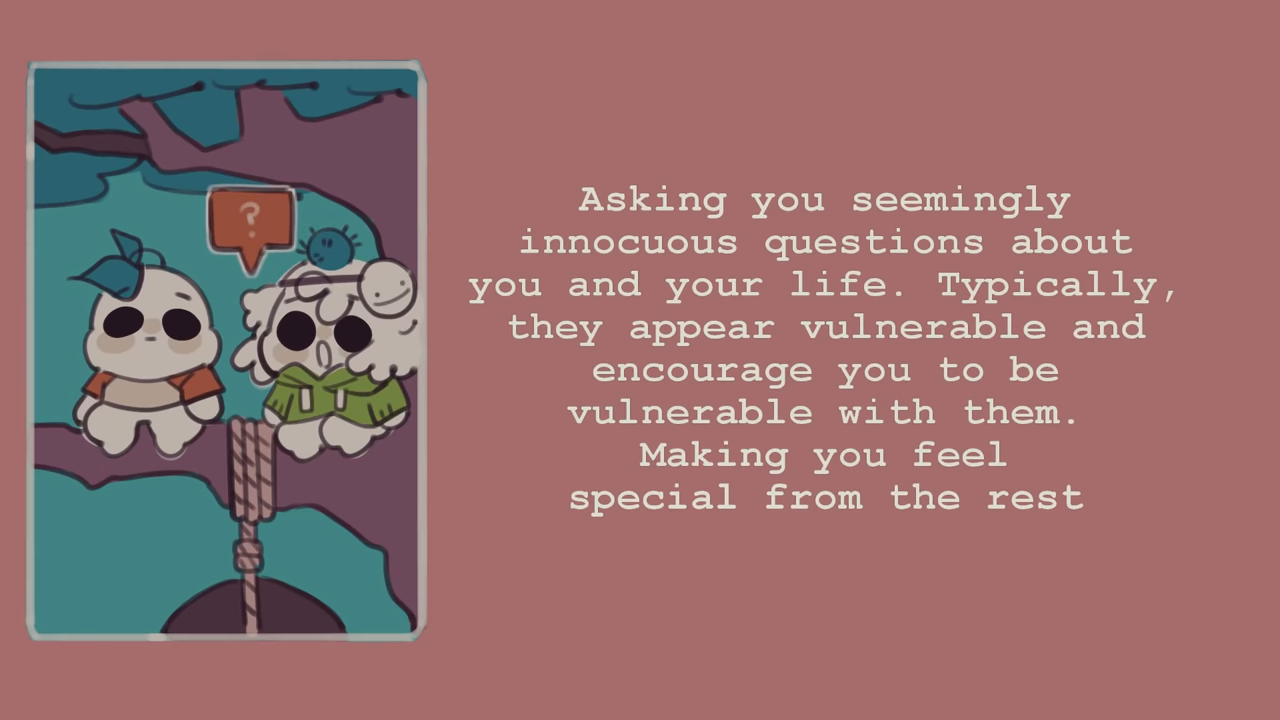 ?
Asking you seemingly
innocuous questions about
you and your life. Typically,
they appear vulnerable and
encourage you to be
vulnerable with them.
Making you feel
special from the rest